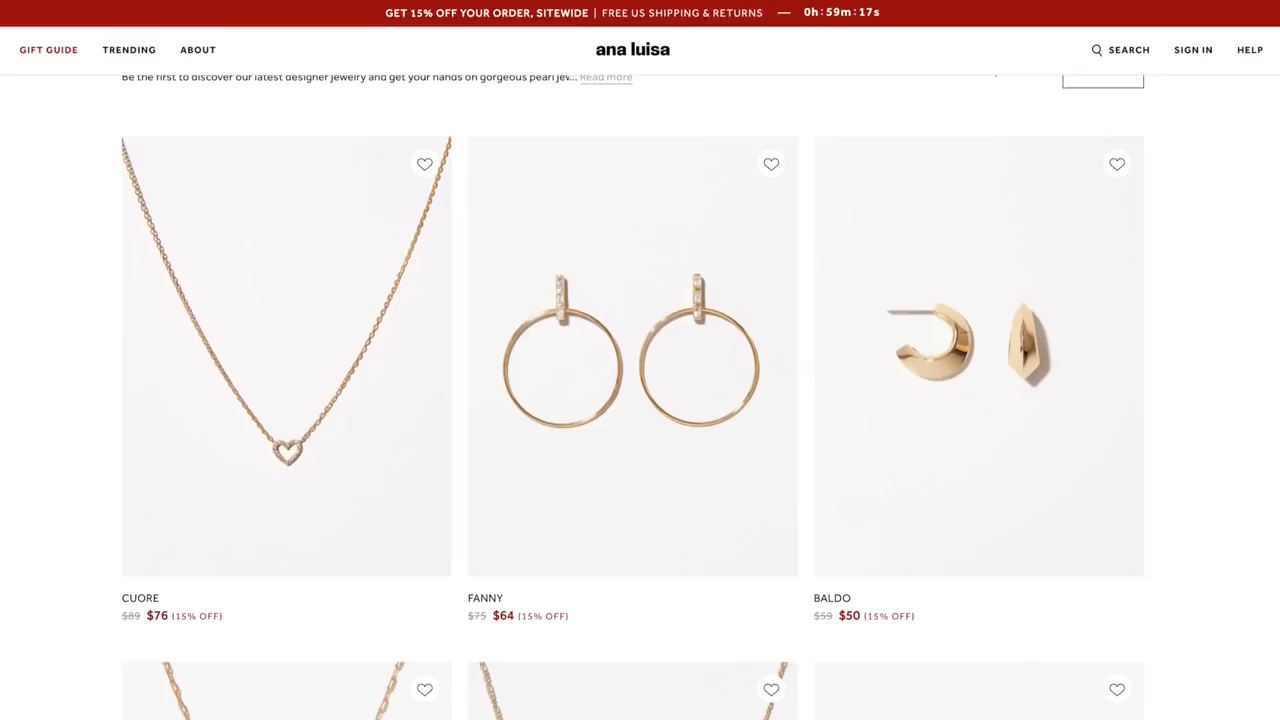 GET 15% OFF YOUR ORDER, SITEWIDE | FREE US SHIPPING & RETURNS — 0h : 59m : 17s
GIFT GUIDE TRENDING ABOUT ana luisa SEARCH SIGN IN HELP
Be the first to discover our latest designer jewelry and get your hands on gorgeous pearl jew... Read more
CUORE FANNY BALDO
$89 $76 (15% OFF) $75 $64 (15% OFF) $59 $50 (15% OFF)